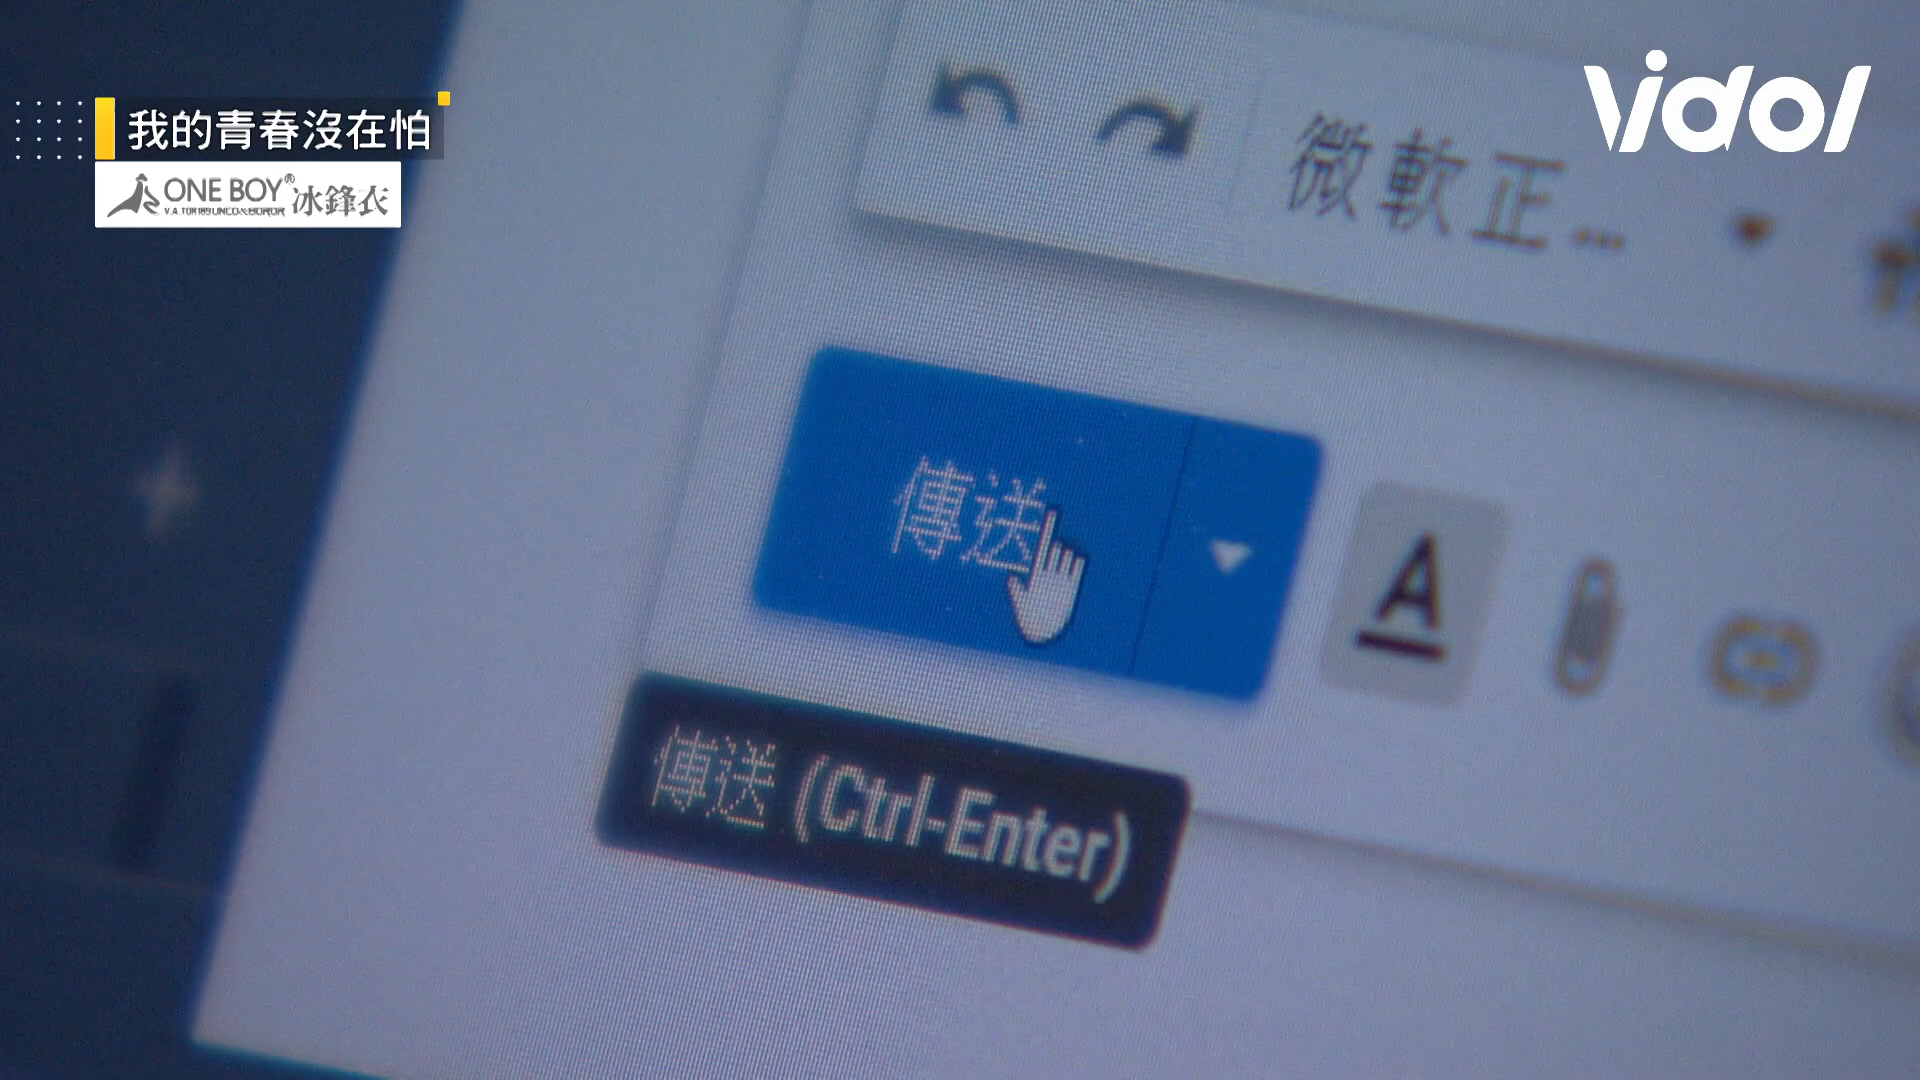 我的青春沒在怕
ONE BOY® 冰鋒衣
Vidol
微軟正...
傳送
A
傳送 (Ctrl-Enter)